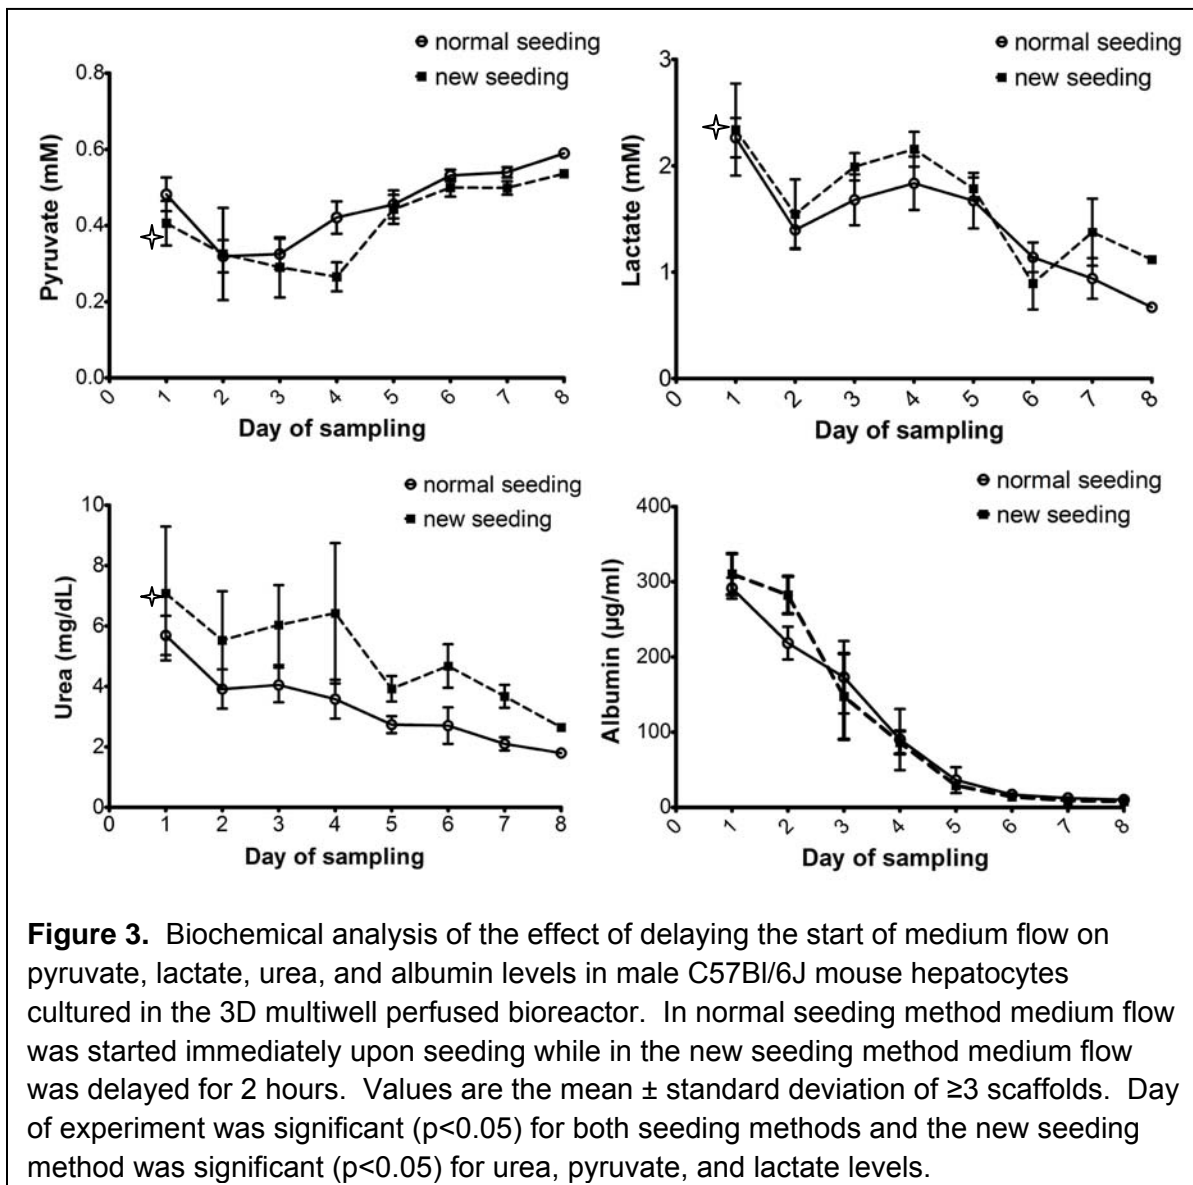 normal seeding
new seeding
0.8
0.6
0.4
0.2
0.0
Pyruvate (mM)
0 1 2 3 4 5 6 7 8
Day of sampling
normal seeding
new seeding
3
2
1
0
Lactate (mM)
0 1 2 3 4 5 6 7 8
Day of sampling
normal seeding
new seeding
10
8
6
4
2
0
Urea (mg/dL)
0 1 2 3 4 5 6 7 8
Day of sampling
normal seeding
new seeding
400
300
200
100
0
Albumin (µg/ml)
0 1 2 3 4 5 6 7 8
Day of sampling
Figure 3. Biochemical analysis of the effect of delaying the start of medium flow on
pyruvate, lactate, urea, and albumin levels in male C57Bl/6J mouse hepatocytes
cultured in the 3D multiwell perfused bioreactor. In normal seeding method medium flow
was started immediately upon seeding while in the new seeding method medium flow
was delayed for 2 hours. Values are the mean ± standard deviation of ≥3 scaffolds. Day
of experiment was significant (p<0.05) for both seeding methods and the new seeding
method was significant (p<0.05) for urea, pyruvate, and lactate levels.